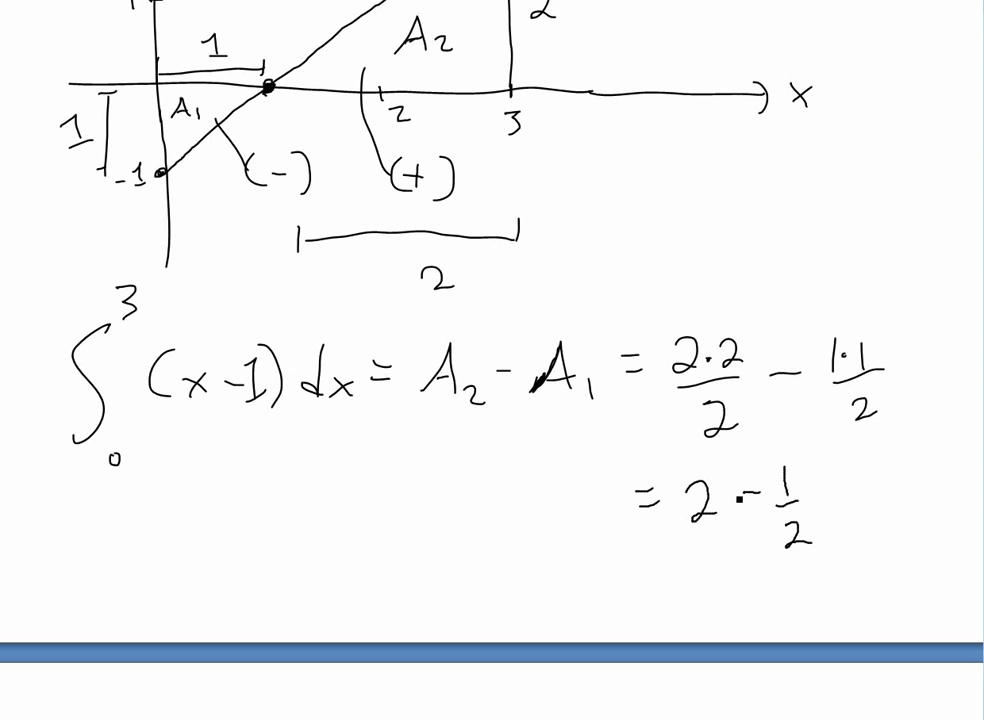 2
A₂
1
x
A₁
1
2
3
-1
(-)
(+)
2
∫₀³ (x-1) dx = A₂ - A₁ = 2·2/2 - 1·1/2
= 2 - 1/2